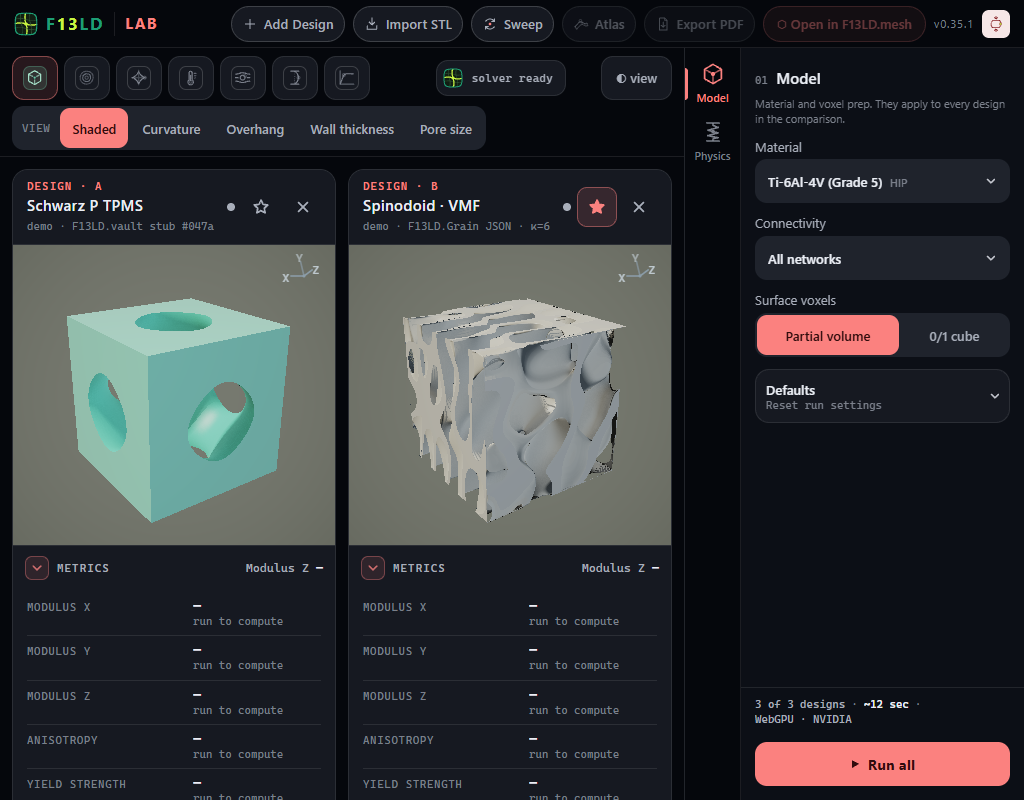 F13LD LAB
Add Design
Import STL
Sweep
Atlas
Export PDF
Open in F13LD.mesh
v0.35.1
solver ready
view
VIEW
Shaded
Curvature
Overhang
Wall thickness
Pore size
Model
Physics
DESIGN · A
Schwarz P TPMS
demo · F13LD.vault stub #047a
Y
X
Z
METRICS
Modulus Z —
MODULUS X
—
run to compute
MODULUS Y
—
run to compute
MODULUS Z
—
run to compute
ANISOTROPY
—
run to compute
YIELD STRENGTH
—
run to compute
DESIGN · B
Spinodoid · VMF
demo · F13LD.Grain JSON · κ=6
Y
X
Z
METRICS
Modulus Z —
MODULUS X
—
run to compute
MODULUS Y
—
run to compute
MODULUS Z
—
run to compute
ANISOTROPY
—
run to compute
YIELD STRENGTH
—
run to compute
01 Model
Material and voxel prep. They apply to every design
in the comparison.
Material
Ti-6Al-4V (Grade 5) HIP
Connectivity
All networks
Surface voxels
Partial volume
0/1 cube
Defaults
Reset run settings
3 of 3 designs · ~12 sec ·
WebGPU · NVIDIA
Run all